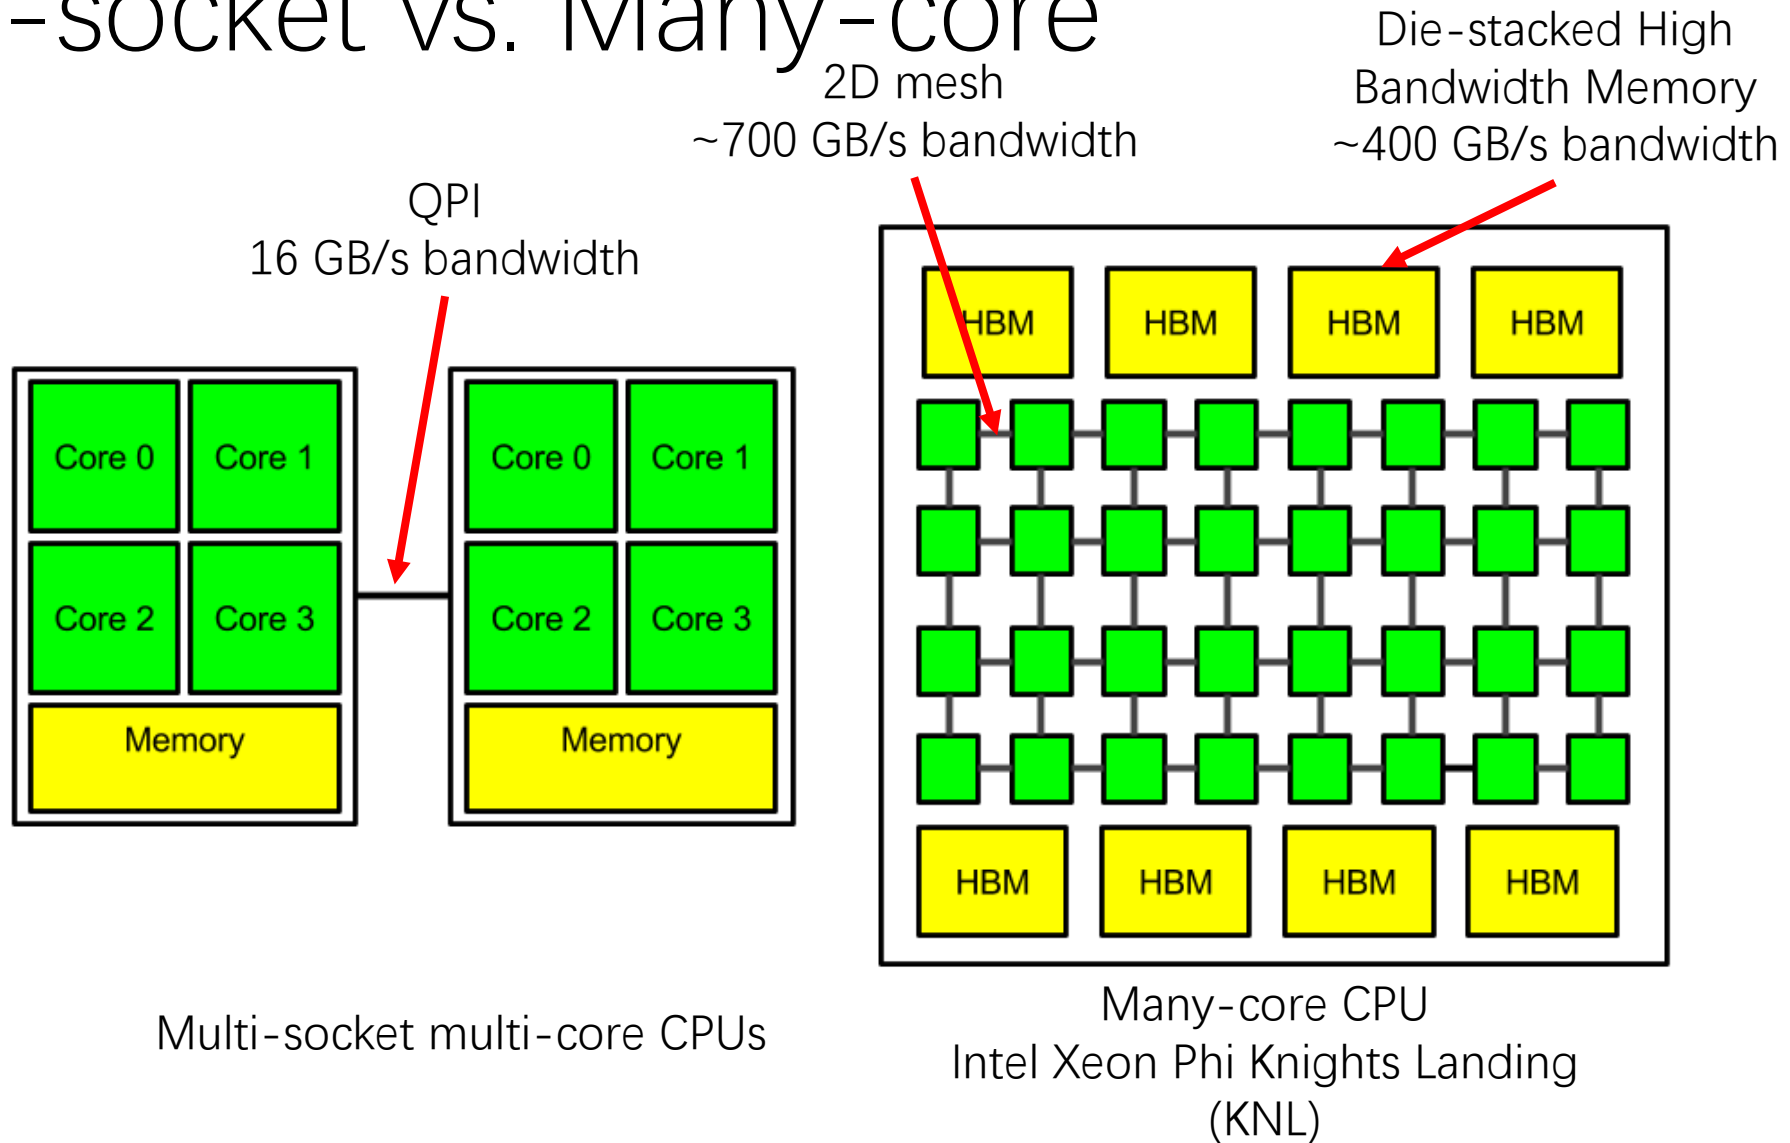 -socket vs. Many-core
2D mesh
~700 GB/s bandwidth
Die-stacked High
Bandwidth Memory
~400 GB/s bandwidth
QPI
16 GB/s bandwidth
Core 0
Core 1
Core 2
Core 3
Memory
Core 0
Core 1
Core 2
Core 3
Memory
HBM
HBM
HBM
HBM
HBM
HBM
HBM
HBM
Multi-socket multi-core CPUs
Many-core CPU
Intel Xeon Phi Knights Landing
(KNL)